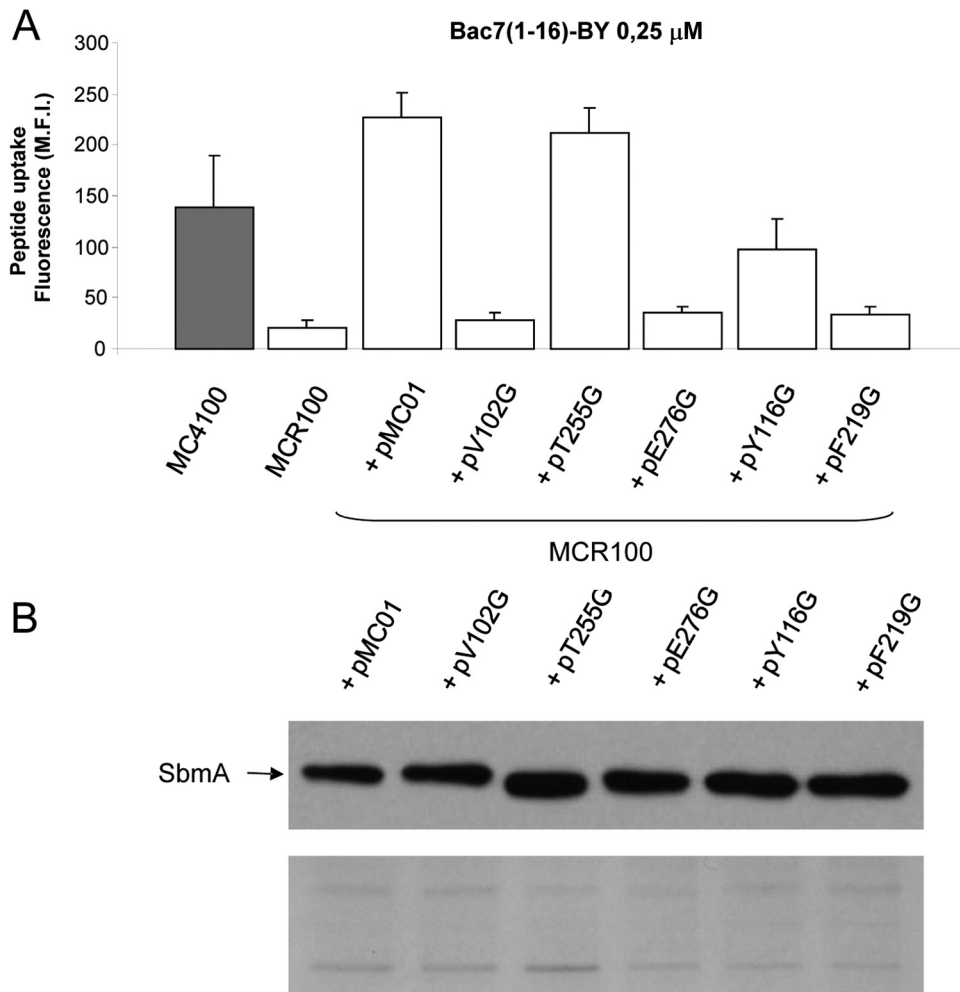 A
Bac7(1-16)-BY 0,25 μM
Peptide uptake
Fluorescence (M.F.I.)
300
250
200
150
100
50
0
MC4100
MCR100
+ pMC01
+ pV102G
+ pT255G
+ pE276G
+ pY116G
+ pF219G
MCR100
B
+ pMC01
+ pV102G
+ pT255G
+ pE276G
+ pY116G
+ pF219G
SbmA